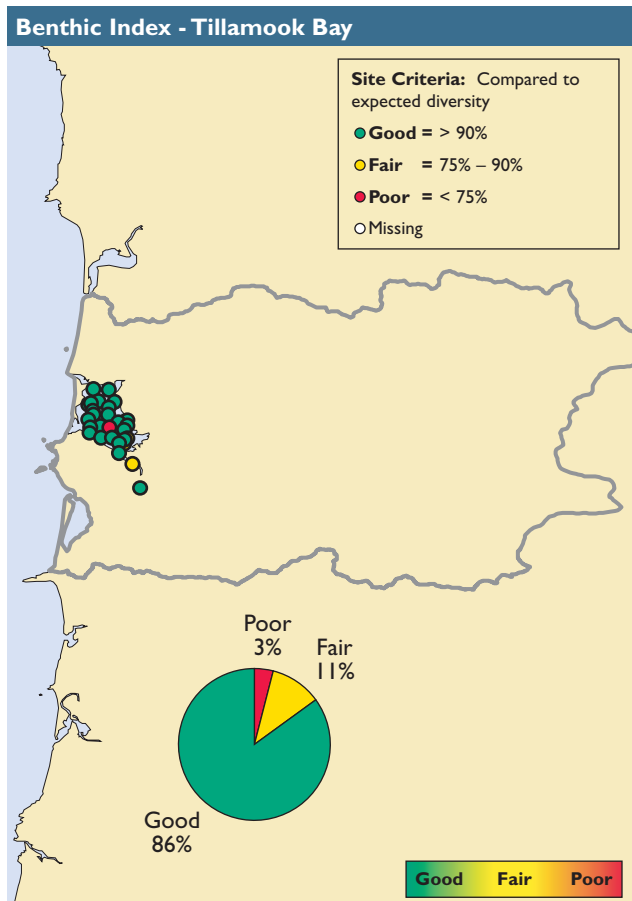 Benthic Index - Tillamook Bay
Site Criteria: Compared to
expected diversity
Good = > 90%
Fair = 75% – 90%
Poor = < 75%
Missing
Poor
3%
Fair
11%
Good
86%
Good Fair Poor